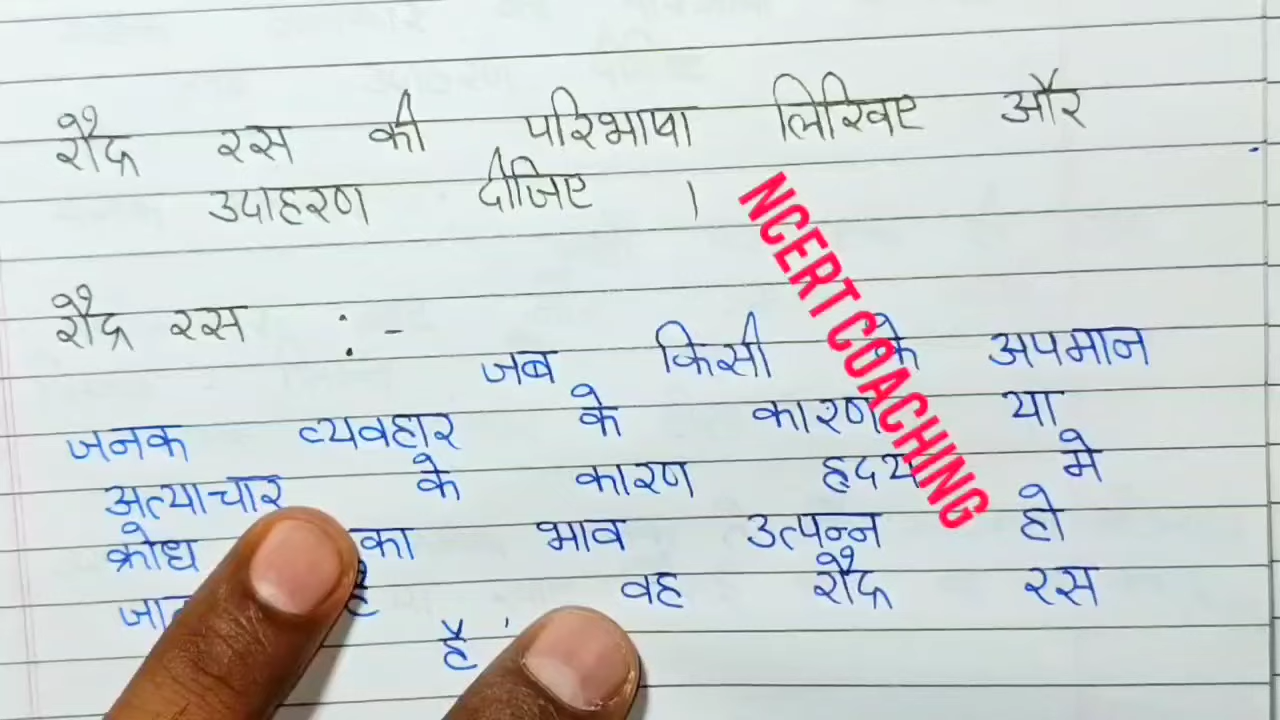 रौद्र रस की परिभाषा लिखिए और
उदाहरण दीजिए ।
रौद्र रस :-
जब किसी के अपमान
जनक व्यवहार के कारण या
अत्याचार के कारण हृदय मे
क्रोध का भाव उत्पन्न हो
है वह रौद्र रस
है
NCERT COACHING